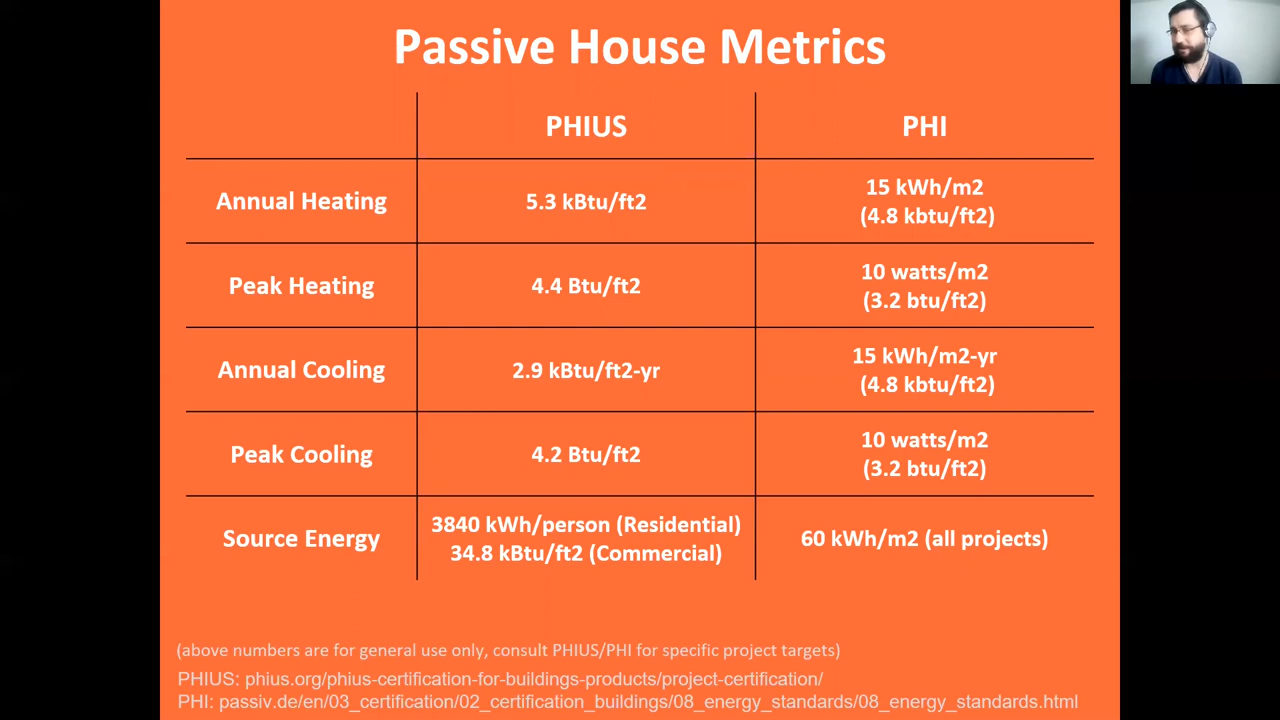 Passive House Metrics
PHIUS
PHI
Annual Heating
5.3 kBtu/ft2
15 kWh/m2
(4.8 kbtu/ft2)
Peak Heating
4.4 Btu/ft2
10 watts/m2
(3.2 btu/ft2)
Annual Cooling
2.9 kBtu/ft2-yr
15 kWh/m2-yr
(4.8 kbtu/ft2)
Peak Cooling
4.2 Btu/ft2
10 watts/m2
(3.2 btu/ft2)
Source Energy
3840 kWh/person (Residential)
34.8 kBtu/ft2 (Commercial)
60 kWh/m2 (all projects)
(above numbers are for general use only, consult PHIUS/PHI for specific project targets)
PHIUS: phius.org/phius-certification-for-buildings-products/project-certification/
PHI: passiv.de/en/03_certification/02_certification_buildings/08_energy_standards/08_energy_standards.html